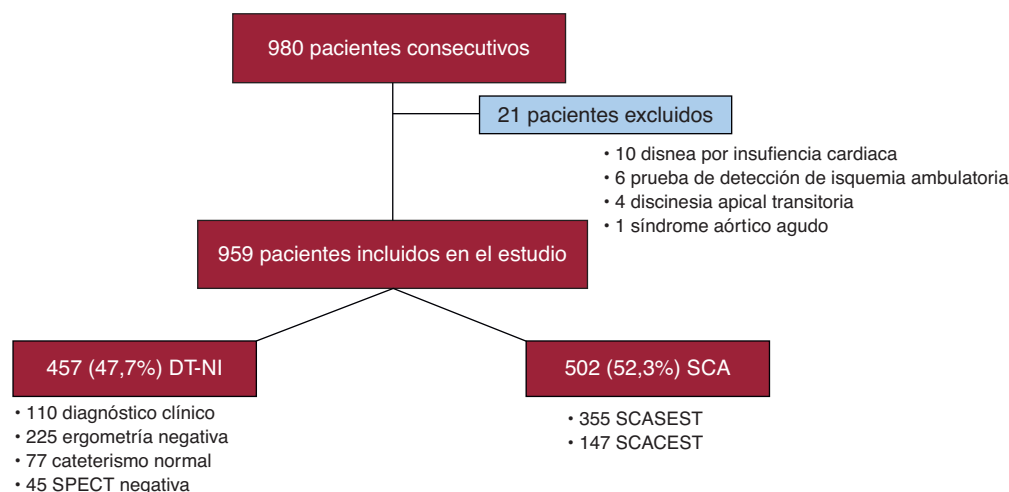 980 pacientes consecutivos
21 pacientes excluidos
• 10 disnea por insufiencia cardiaca
• 6 prueba de detección de isquemia ambulatoria
• 4 discinesia apical transitoria
• 1 síndrome aórtico agudo
959 pacientes incluidos en el estudio
457 (47,7%) DT-NI
• 110 diagnóstico clínico
• 225 ergometría negativa
• 77 cateterismo normal
• 45 SPECT negativa
502 (52,3%) SCA
• 355 SCASEST
• 147 SCACEST